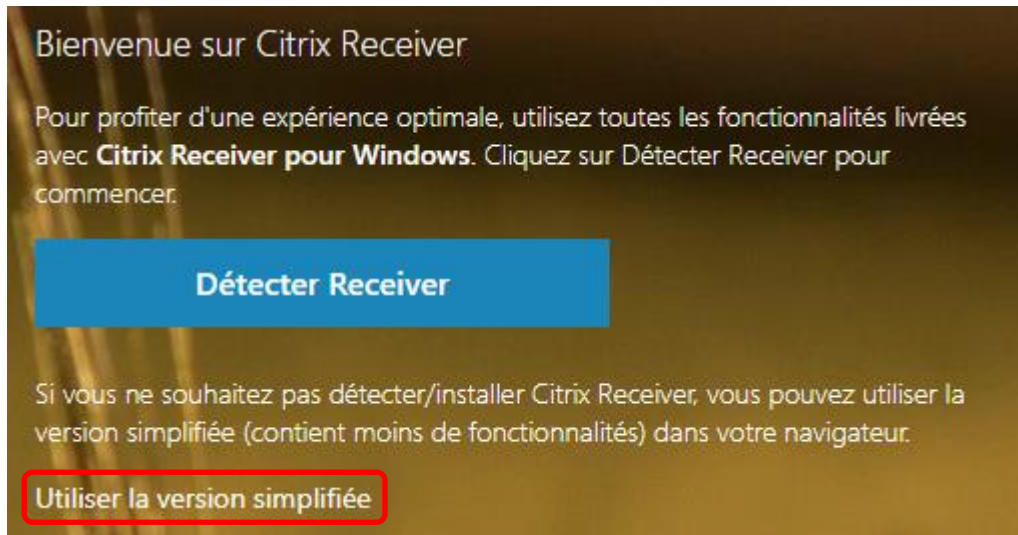 Bienvenue sur Citrix Receiver
Pour profiter d'une expérience optimale, utilisez toutes les fonctionnalités livrées
avec Citrix Receiver pour Windows. Cliquez sur Détecter Receiver pour
commencer.
Détecter Receiver
Si vous ne souhaitez pas détecter/installer Citrix Receiver, vous pouvez utiliser la
version simplifiée (contient moins de fonctionnalités) dans votre navigateur.
Utiliser la version simplifiée